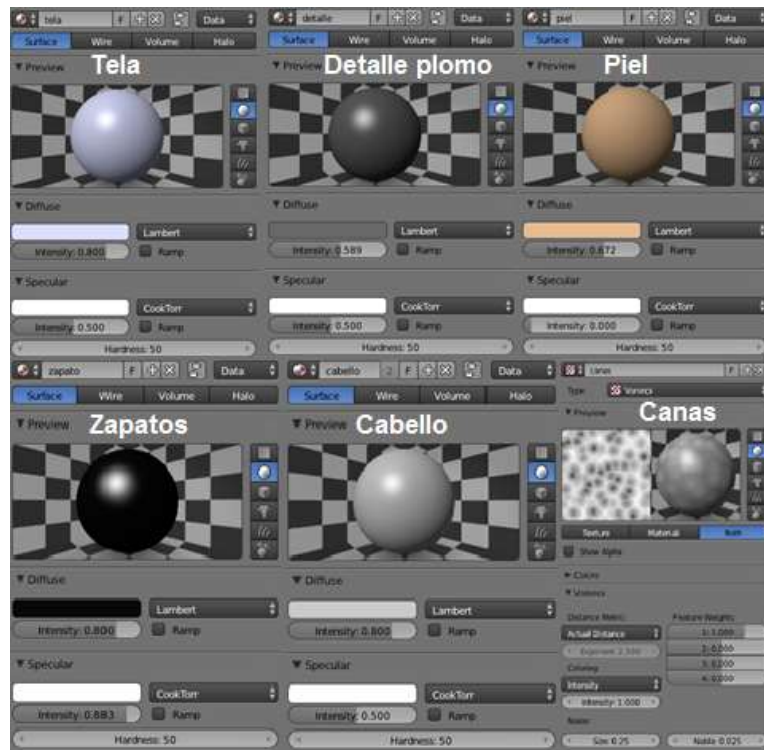 tela F Data
Surface Wire Volume Halo
Preview
Tela
Diffuse
Lambert
Intensity: 0.800 Ramp
Specular
CookTorr
Intensity: 0.500 Ramp
Hardness: 50
detalle F Data
Surface Wire Volume Halo
Preview
Detalle plomo
Diffuse
Lambert
Intensity: 0.589 Ramp
Specular
CookTorr
Intensity: 0.500 Ramp
Hardness: 50
piel F Data
Surface Wire Volume Halo
Preview
Piel
Diffuse
Lambert
Intensity: 0.672 Ramp
Specular
CookTorr
Intensity: 0.000 Ramp
Hardness: 50
zapato F Data
Surface Wire Volume Halo
Preview
Zapatos
Diffuse
Lambert
Intensity: 0.800 Ramp
Specular
CookTorr
Intensity: 0.883 Ramp
Hardness: 50
cabello 2 F Data
Surface Wire Volume Halo
Preview
Cabello
Diffuse
Lambert
Intensity: 0.800 Ramp
Specular
CookTorr
Intensity: 0.500 Ramp
Hardness: 50
canas F
Type: Voronoi
Preview
Canas
Texture Material Both
Show Alpha
Colors
Voronoi
Distance Metric: Feature Weights:
Actual Distance 1: 1.000
Exponent: 2.500 2: 0.000
Coloring: 3: 0.000
Intensity 4: 0.000
Intensity: 1.000
Noise:
Size: 0.25 Nabla: 0.025